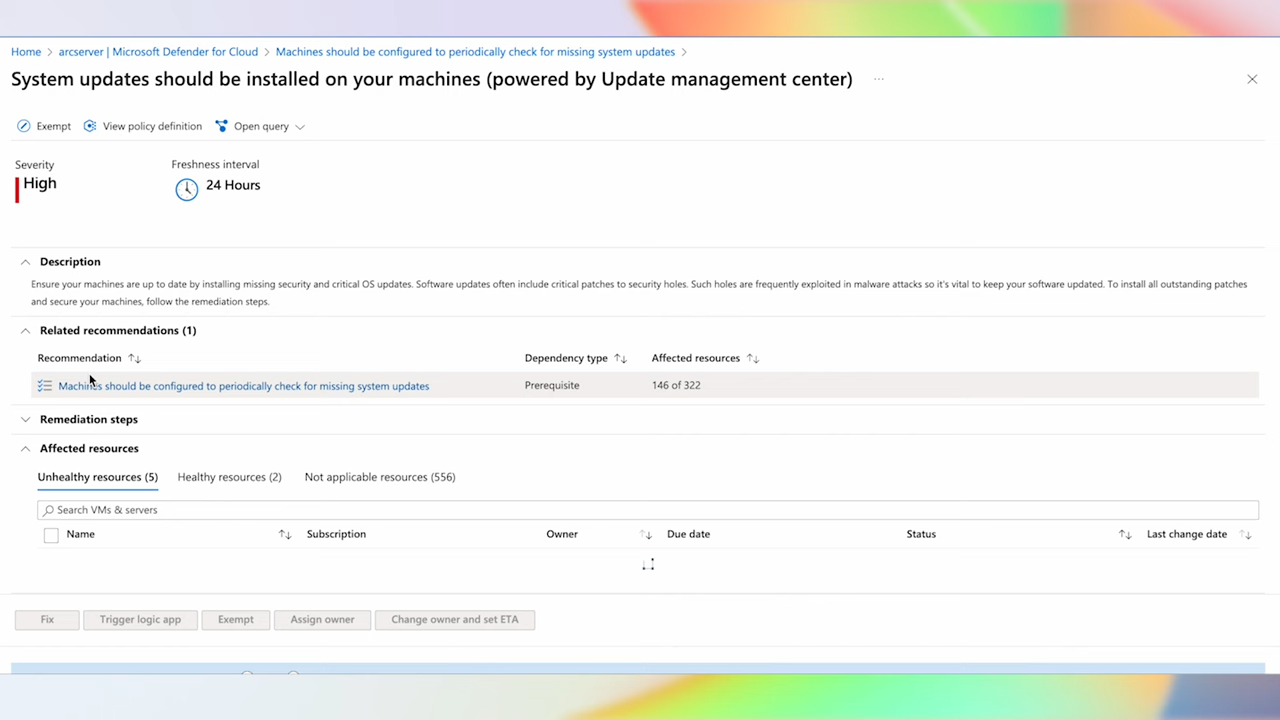 Home > arcserver | Microsoft Defender for Cloud > Machines should be configured to periodically check for missing system updates >
System updates should be installed on your machines (powered by Update management center) ...
Exempt View policy definition Open query
Severity Freshness interval
High 24 Hours
Description
Ensure your machines are up to date by installing missing security and critical OS updates. Software updates often include critical patches to security holes. Such holes are frequently exploited in malware attacks so it's vital to keep your software updated. To install all outstanding patches
and secure your machines, follow the remediation steps.
Related recommendations (1)
Recommendation Dependency type Affected resources
Machines should be configured to periodically check for missing system updates Prerequisite 146 of 322
Remediation steps
Affected resources
Unhealthy resources (5) Healthy resources (2) Not applicable resources (556)
Search VMs & servers
Name Subscription Owner Due date Status Last change date
Fix Trigger logic app Exempt Assign owner Change owner and set ETA